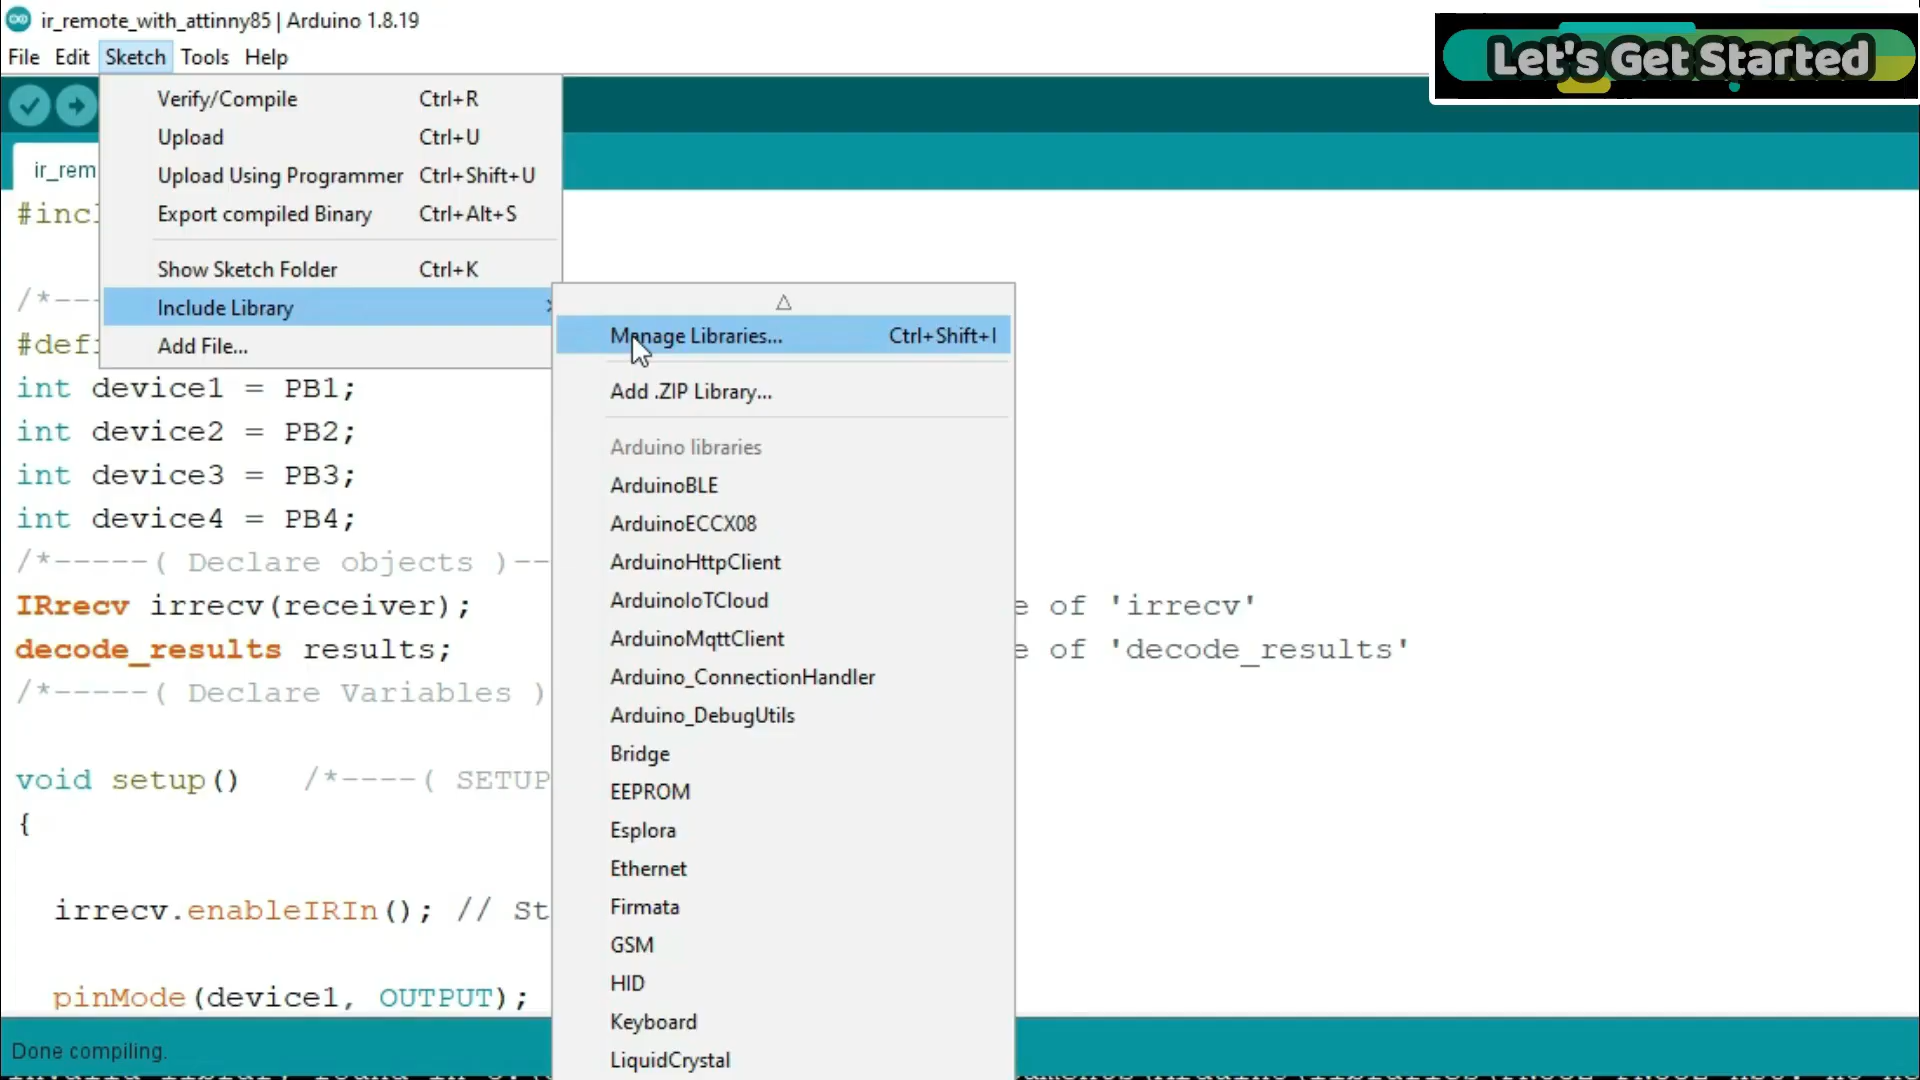 ir_remote_with_attinny85 | Arduino 1.8.19
File Edit Sketch Tools Help
Let's Get Started
Verify/Compile Ctrl+R
Upload Ctrl+U
Upload Using Programmer Ctrl+Shift+U
Export compiled Binary Ctrl+Alt+S
Show Sketch Folder Ctrl+K
Include Library
Add File...
Manage Libraries... Ctrl+Shift+I
Add .ZIP Library...
Arduino libraries
ArduinoBLE
ArduinoECCX08
ArduinoHttpClient
ArduinoIoTCloud
ArduinoMqttClient
Arduino_ConnectionHandler
Arduino_DebugUtils
Bridge
EEPROM
Esplora
Ethernet
Firmata
GSM
HID
Keyboard
LiquidCrystal
ir_rem
#incl
/*--
#defi
int device1 = PB1;
int device2 = PB2;
int device3 = PB3;
int device4 = PB4;
/*-----( Declare objects )--
IRrecv irrecv(receiver); e of 'irrecv'
decode_results results; e of 'decode_results'
/*-----( Declare Variables )
void setup() /*----( SETUP
{
irrecv.enableIRIn(); // St
pinMode(device1, OUTPUT);
Done compiling.